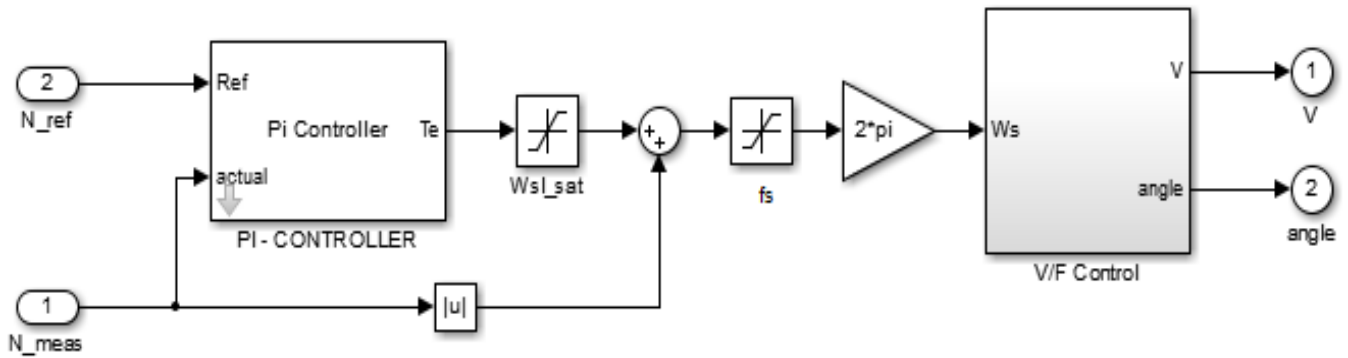 2
N_ref
Ref
Pi Controller
Te
actual
PI - CONTROLLER
Wsl_sat
+
+
fs
2*pi
Ws
V
angle
V/F Control
1
V
2
angle
1
N_meas
|u|